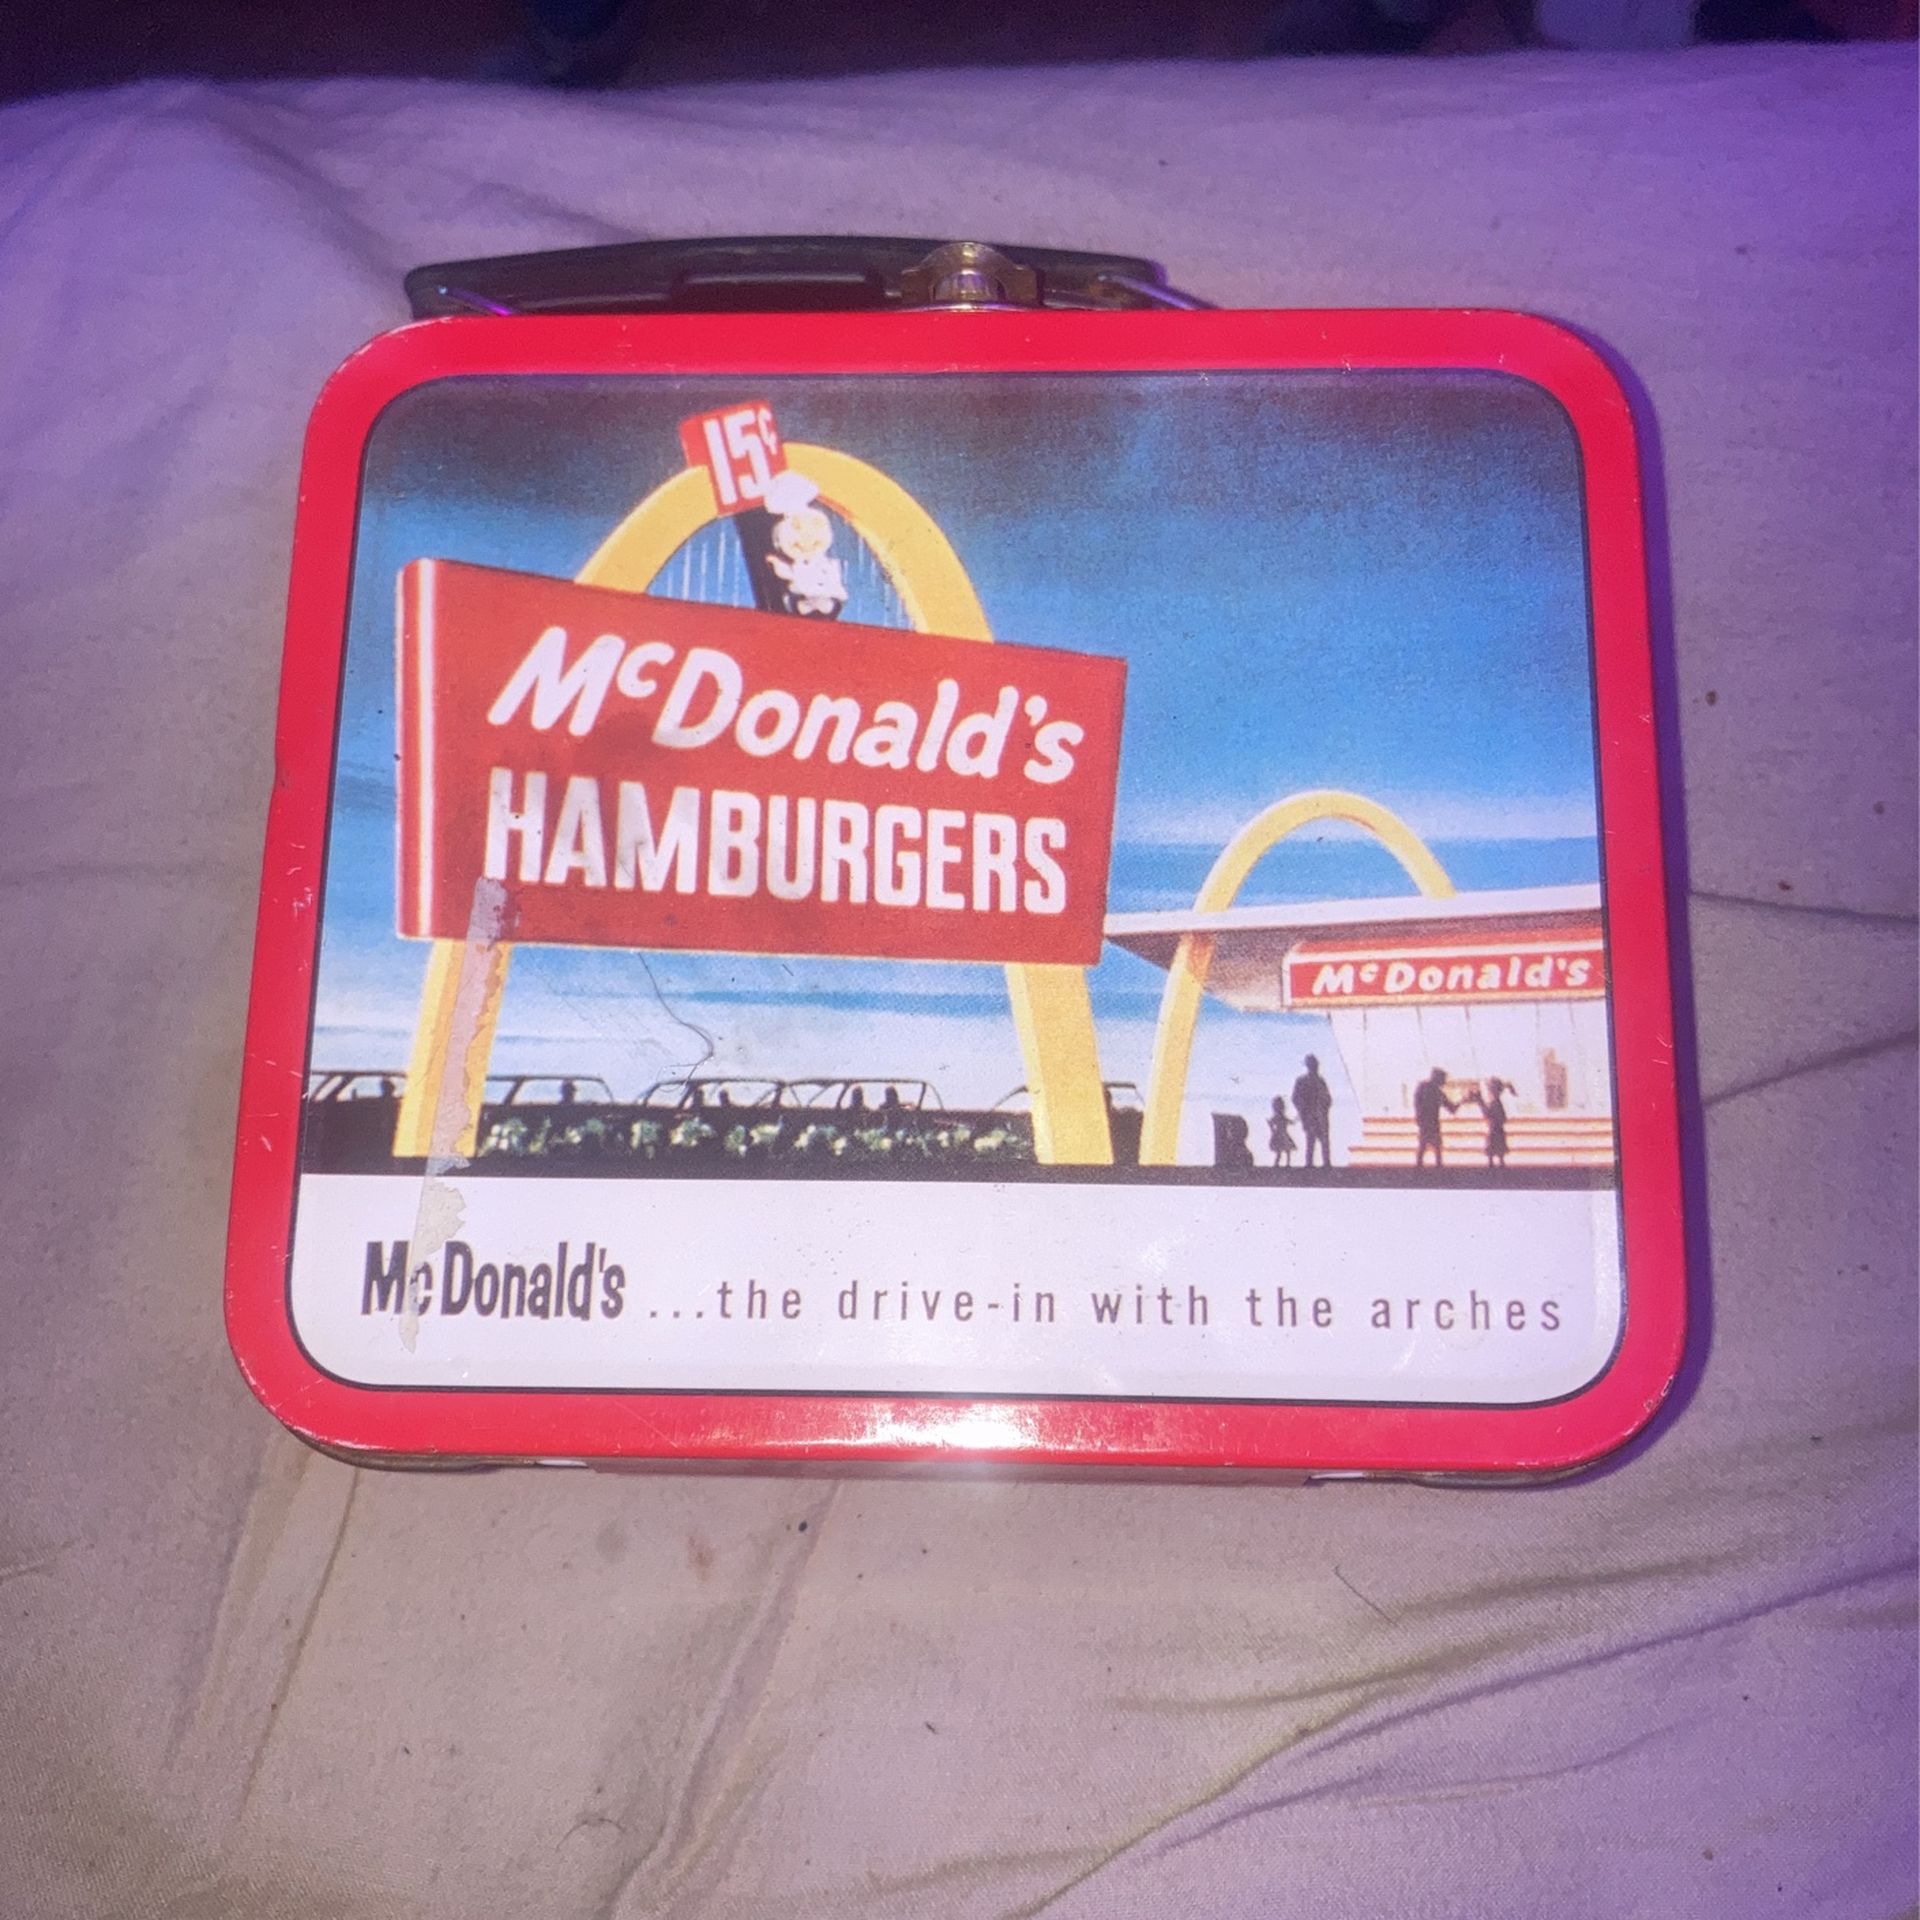 15¢
McDonald's
HAMBURGERS
McDonald's
McDonald's ...the drive-in with the arches